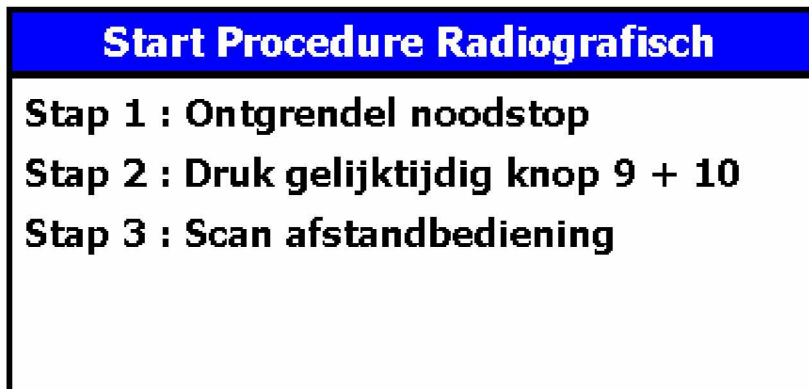 Start Procedure Radiografisch
Stap 1 : Ontgrendel noodstop
Stap 2 : Druk gelijktijdig knop 9 + 10
Stap 3 : Scan afstandbediening